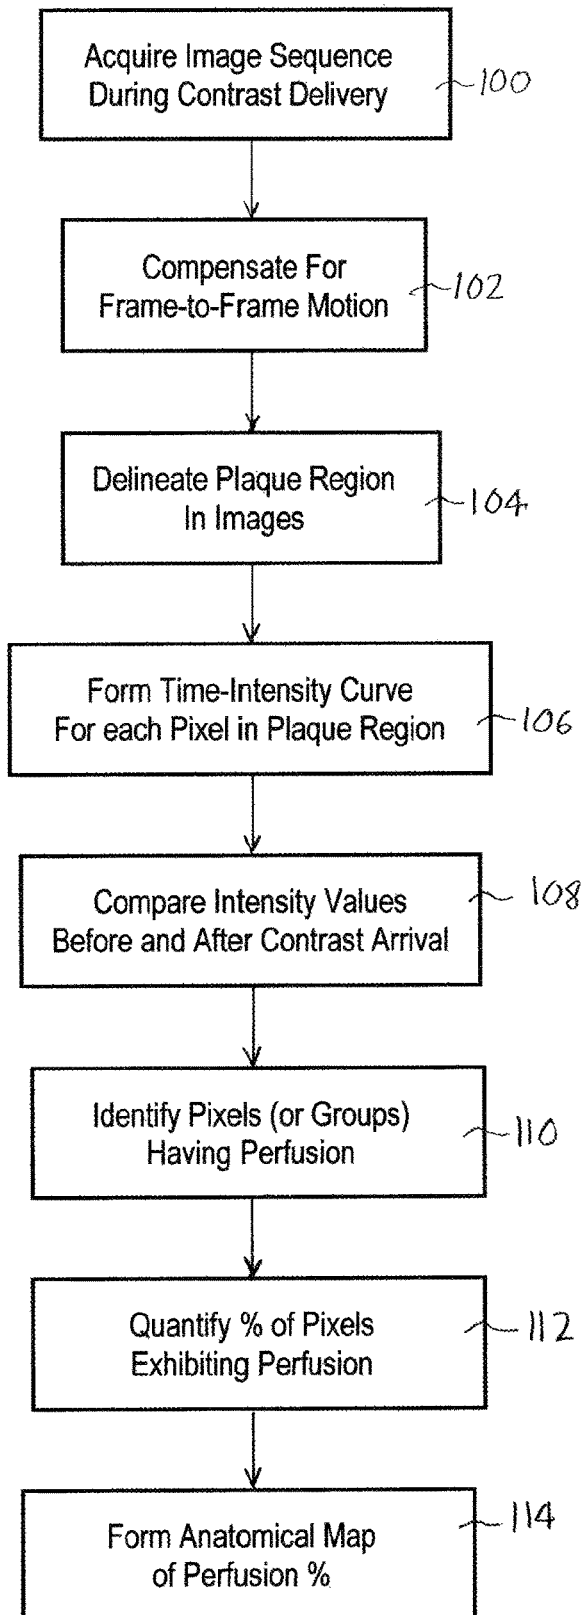 Acquire Image Sequence
During Contrast Delivery
100
Compensate For
Frame-to-Frame Motion
102
Delineate Plaque Region
In Images
104
Form Time-Intensity Curve
For each Pixel in Plaque Region
106
Compare Intensity Values
Before and After Contrast Arrival
108
Identify Pixels (or Groups)
Having Perfusion
110
Quantify % of Pixels
Exhibiting Perfusion
112
Form Anatomical Map
of Perfusion %
114